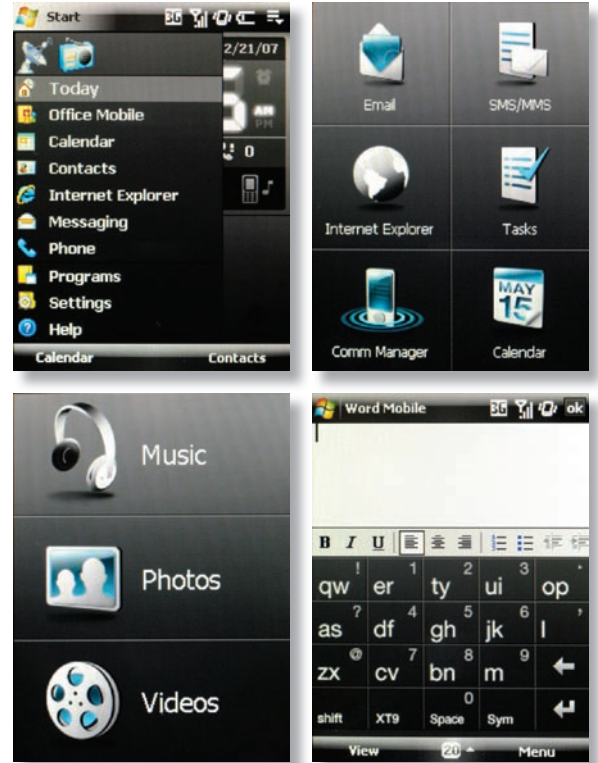 Start 3G
2/21/07
Today
AM
PM
Office Mobile
Calendar
0
Contacts
Internet Explorer
Messaging
Phone
Programs
Settings
Help
Calendar Contacts
Email SMS/MMS
Internet Explorer Tasks
MAY
15
Comm Manager Calendar
Music
Photos
Videos
Word Mobile 3G ok
B I U
! 1 2 3 .
qw er ty ui op
? 4 5 6 '
as df gh jk l
@ 7 8 9
zx cv bn m
0
shift XT9 Space Sym
View 20 Menu